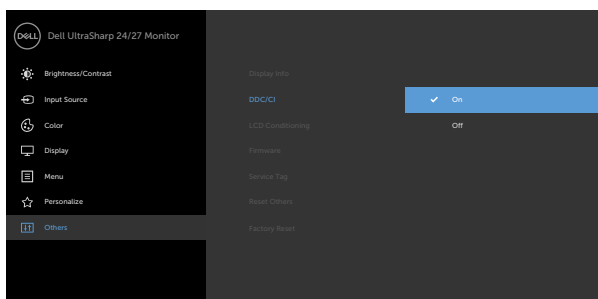 DELL
Dell UltraSharp 24/27 Monitor
Brightness/Contrast
Display Info
Input Source
DDC/CI
On
Color
LCD Conditioning
Off
Display
Firmware
Menu
Service Tag
Personalize
Reset Others
Others
Factory Reset